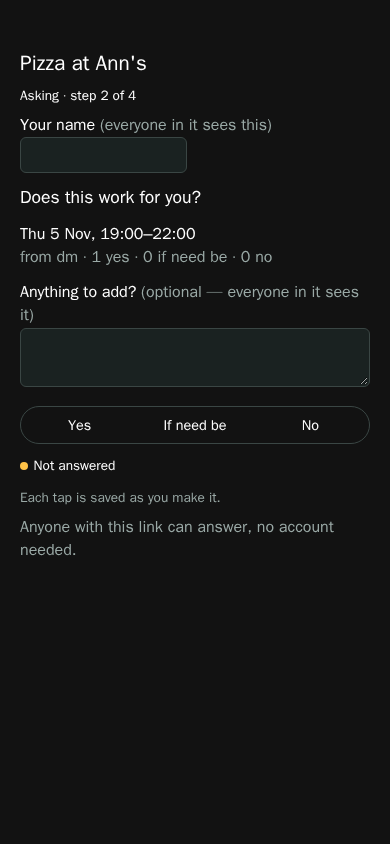 Pizza at Ann's
Asking · step 2 of 4
Your name (everyone in it sees this)
Does this work for you?
Thu 5 Nov, 19:00–22:00
from dm · 1 yes · 0 if need be · 0 no
Anything to add? (optional — everyone in it sees
it)
Yes If need be No
Not answered
Each tap is saved as you make it.
Anyone with this link can answer, no account
needed.